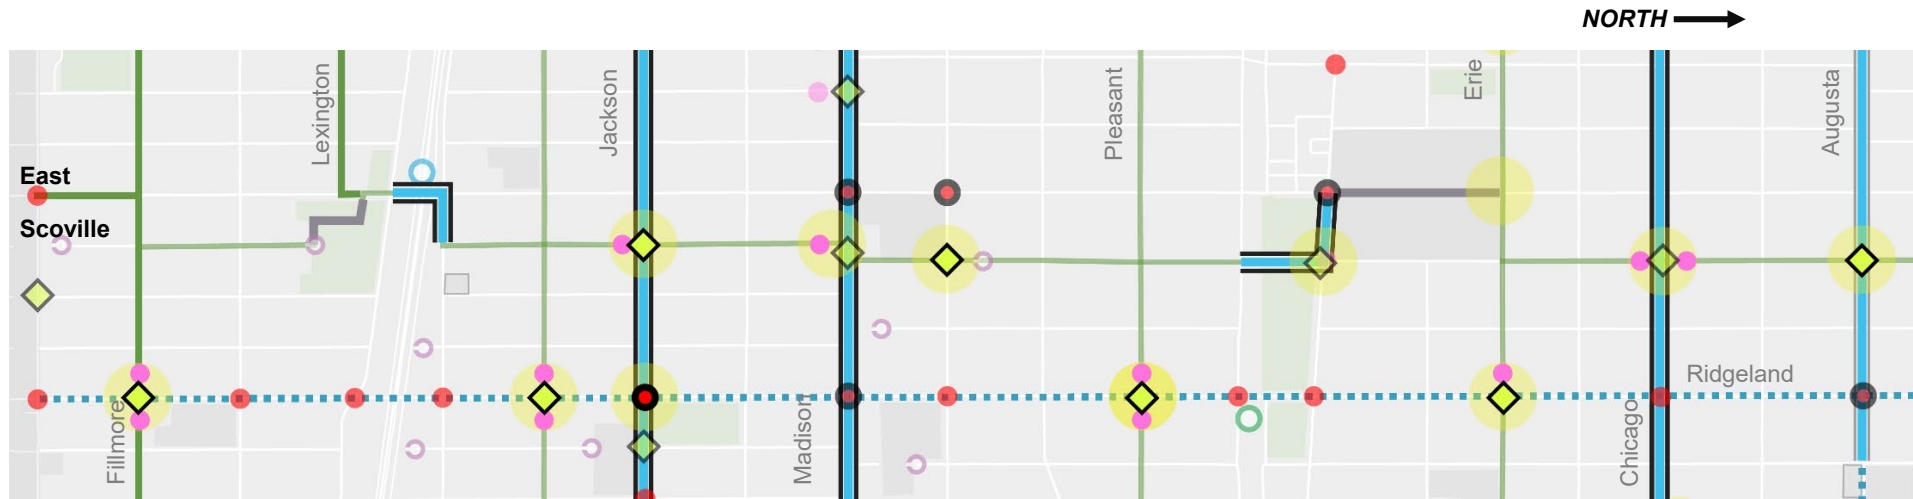 NORTH
Lexington
Jackson
Pleasant
Erie
Augusta
East
Scoville
Ridgeland
Fillmore
Madison
Chicago